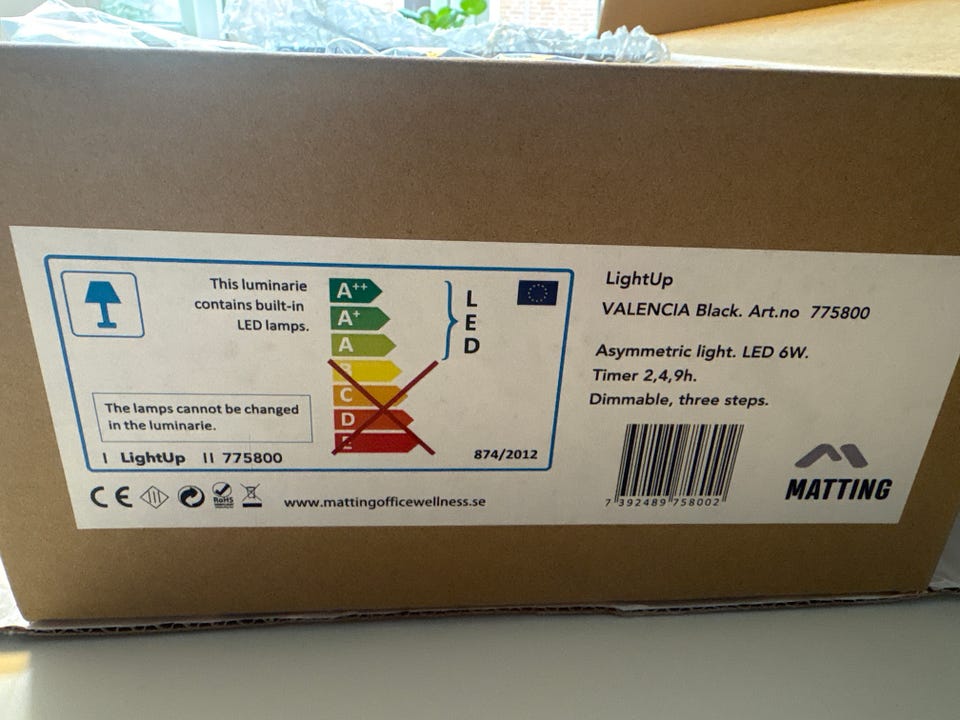 This luminarie
contains built-in
LED lamps.
A++
A+
A
C
D
L
E
D
The lamps cannot be changed
in the luminarie.
I LightUp II 775800
874/2012
CE
RoHS
www.mattingofficewellness.se
LightUp
VALENCIA Black. Art.no 775800
Asymmetric light. LED 6W.
Timer 2,4,9h.
Dimmable, three steps.
7 392489 758002
MATTING